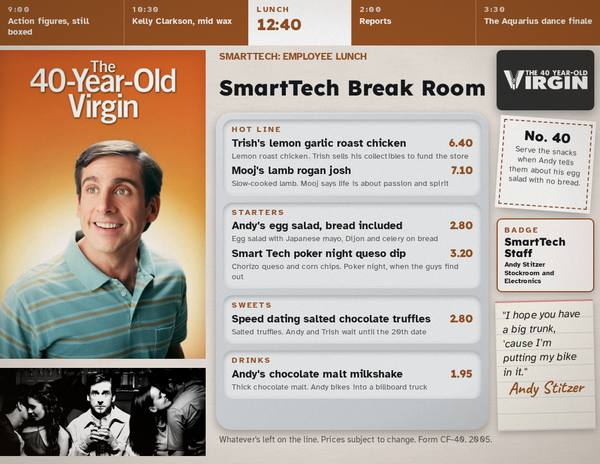 9:00
Action figures, still
boxed
10:30
Kelly Clarkson, mid wax
LUNCH
12:40
2:00
Reports
3:30
The Aquarius dance finale
The
40-Year-Old
Virgin
SMARTTECH: EMPLOYEE LUNCH
SmartTech Break Room
HOT LINE
Trish's lemon garlic roast chicken 6.40
Lemon roast chicken. Trish sells his collectibles to fund the store
Mooj's lamb rogan josh 7.10
Slow-cooked lamb. Mooj says life is about passion and spirit
STARTERS
Andy's egg salad, bread included 2.80
Egg salad with Japanese mayo, Dijon and celery on bread
Smart Tech poker night queso dip 3.20
Chorizo queso and corn chips. Poker night, when the guys find
out
SWEETS
Speed dating salted chocolate truffles 2.80
Salted truffles. Andy and Trish wait until the 20th date
DRINKS
Andy's chocolate malt milkshake 1.95
Thick chocolate malt. Andy bikes into a billboard truck
Whatever's left on the line. Prices subject to change. Form CF-40, 2005.
THE 40 YEAR-OLD
VIRGIN
No. 40
Serve the snacks
when Andy tells
them about his egg
salad with no bread.
BADGE
SmartTech
Staff
Andy Stitzer
Stockroom and
Electronics
"I hope you have
a big trunk,
'cause I'm
putting my bike
in it."
Andy Stitzer